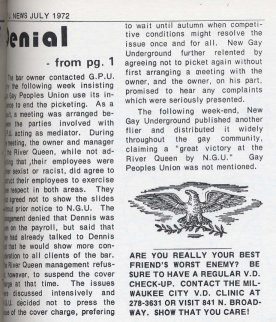 U. NEWS JULY 1972
Denial
- from pg. 1
The bar owner contacted G.P.U.
the following week insisting
Gay Peoples Union use its in-
ence to end the picketing. As a
a meeting was arranged be-
the parties involved with
P.U. acting as mediator. During
meeting, the owner and manager
River Queen, while not ad-
ing that ,their employees were
sexist or racist, did agree to
their employees to exercise
respect in both areas. They
agreed not to show the slides
prior notice to N.G.U. The
management denied that Dennis was
on the payroll, but said that
had already talked to Dennis
that he would show more con-
eration to all clients of the bar.
River Queen management refus-
however, to suspend the cover
at that time. The issues
discussed intensively and
decided not to press the
of the cover charge, prefering
to wait until autumn when competi-
tive conditions might resolve the
issue once and for all. New Gay
Underground further relented by
agreeing not to picket again without
first arranging a meeting with the
owner, and the owner, on his part,
promised to hear any complaints
which were seriously presented.
The following week-end, New
Gay Underground published another
flier and distributed it widely
throughout the gay community,
claiming a "great victory at the
River Queen by N.G.U." Gay
Peoples Union was not mentioned.
ARE YOU REALLY YOUR BEST
FRIEND'S WORST ENEMY? BE
SURE TO HAVE A REGULAR V.D.
CHECK-UP. CONTACT THE MIL-
WAUKEE CITY V.D. CLINIC AT
278-3631 OR VISIT 841 N. BROAD-
WAY. SHOW THAT YOU CARE!